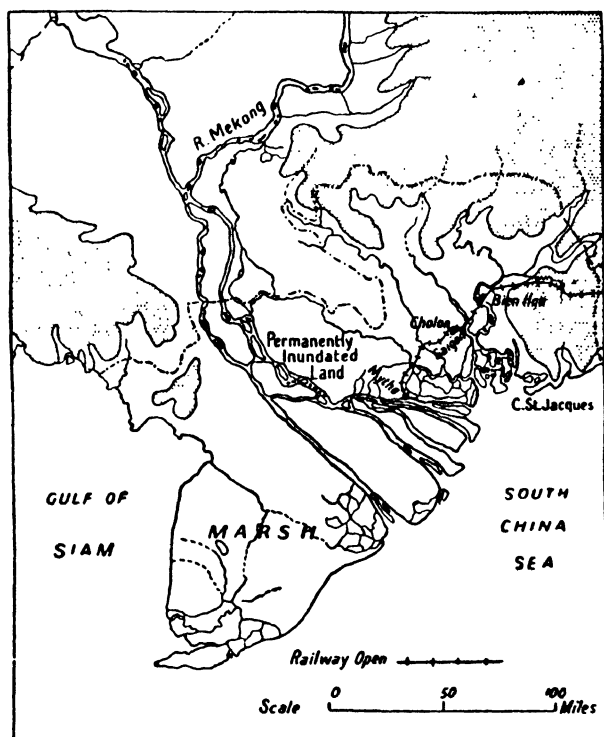 R. Mekong
Bien Hoa
Cholon
Saigon
Permanently
Inundated
Land
Mytho
C. St. Jacques
GULF OF
SIAM
MARSH
SOUTH
CHINA
SEA
Railway Open
0 50 100
Scale Miles